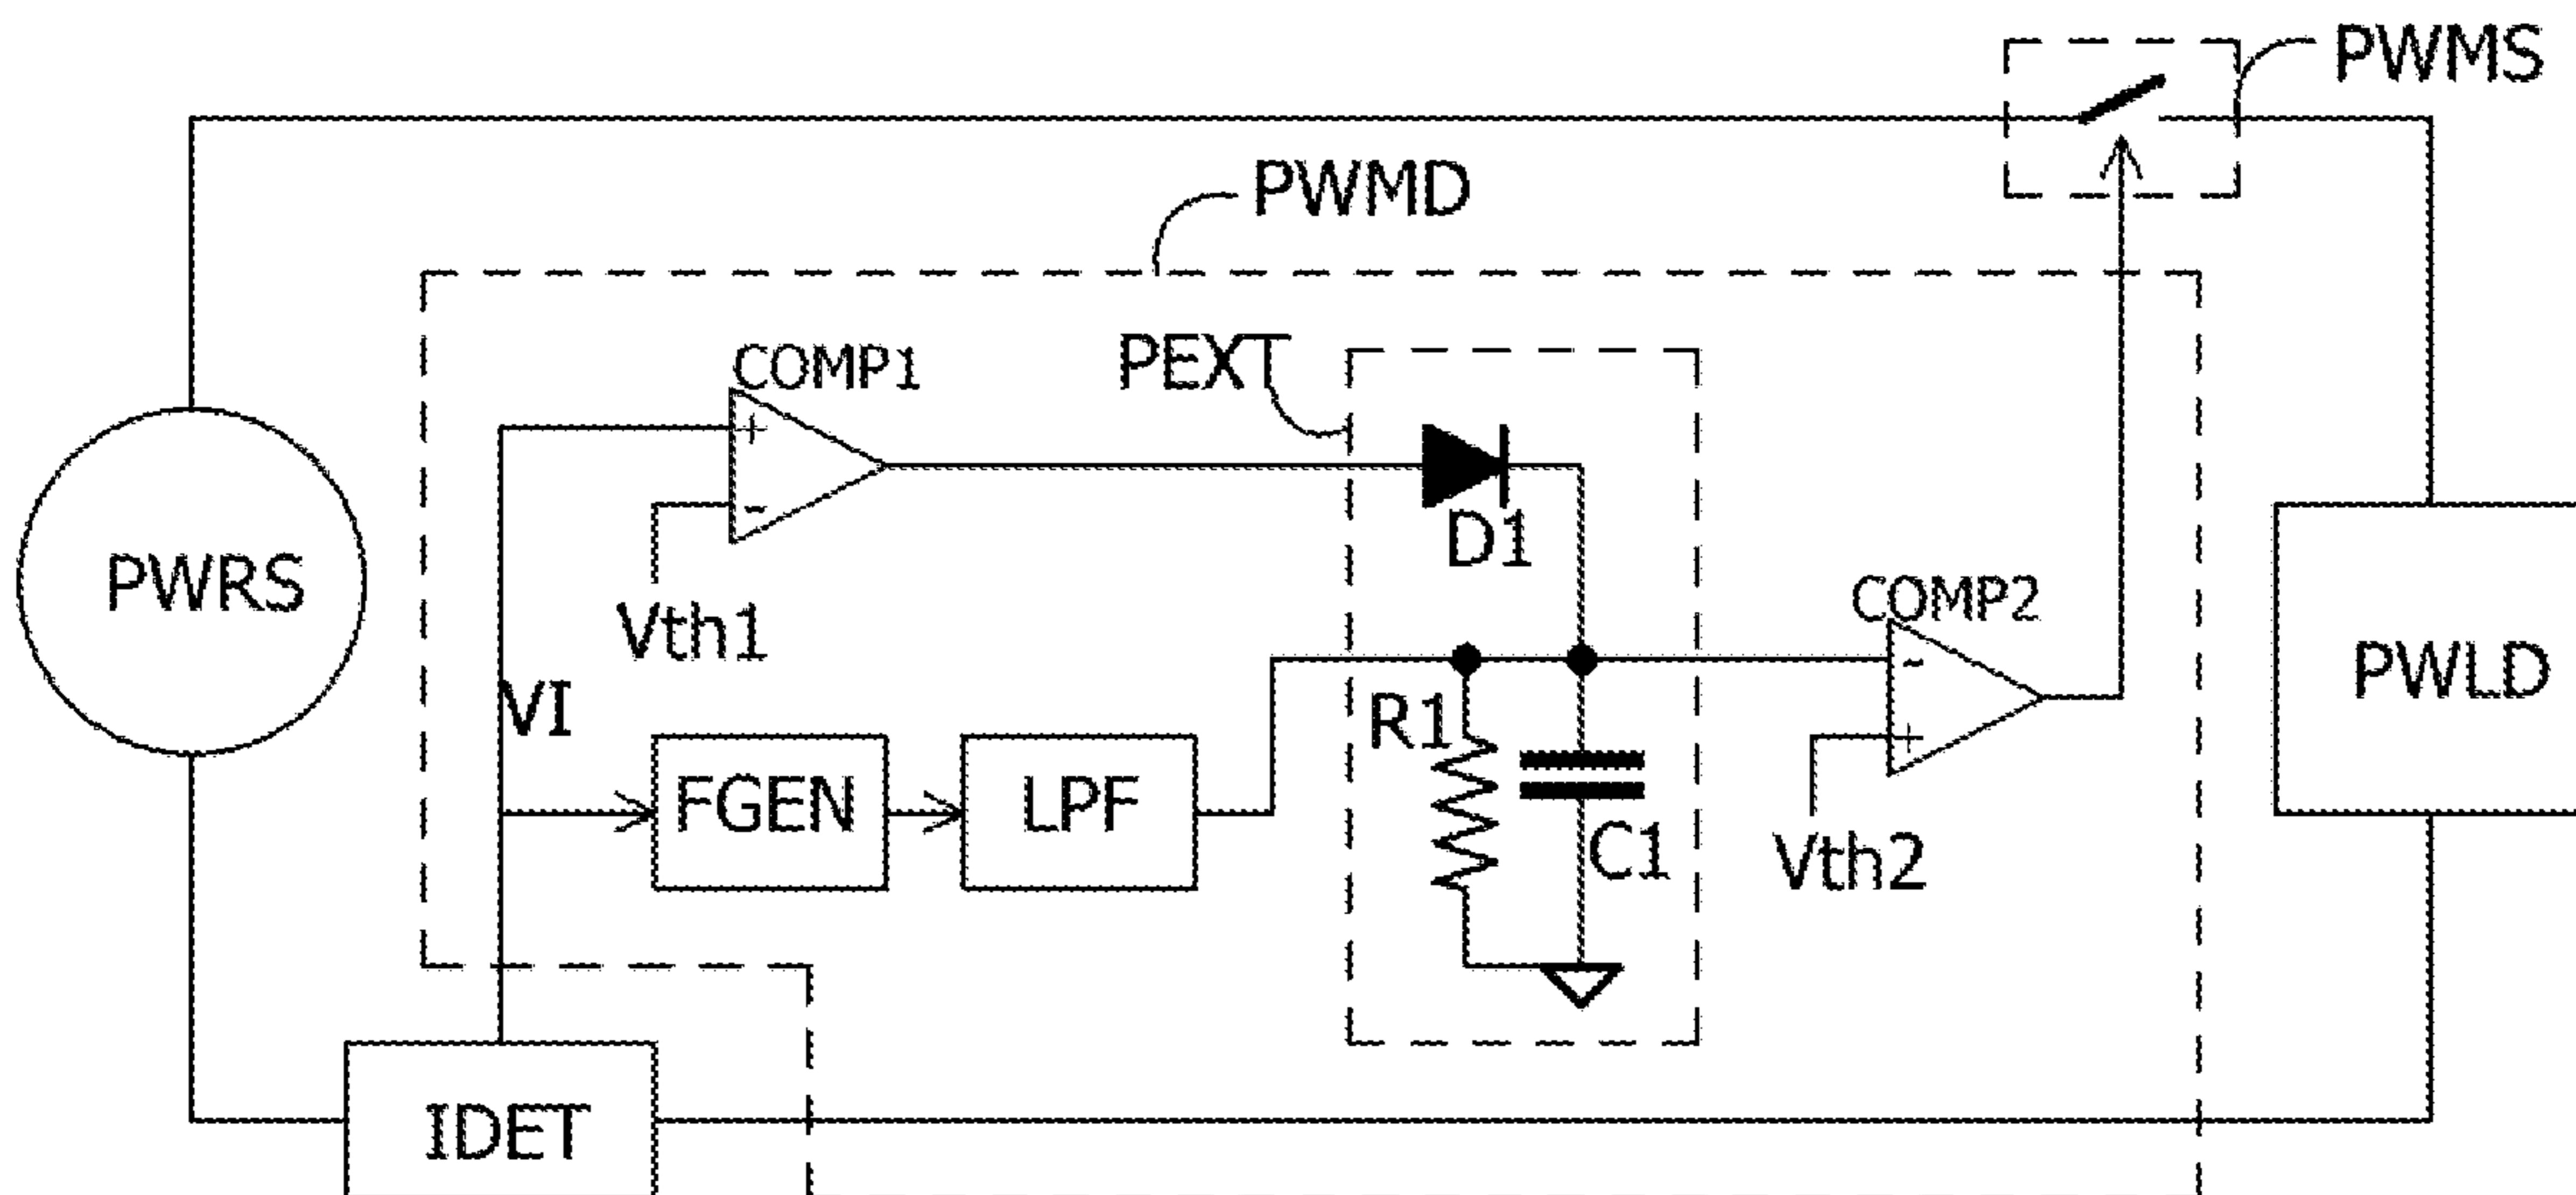 PWMS
PWMD
COMP1
PEXT
+
-
D1
PWRS
Vth1
COMP2
PWLD
VI
R1
-
+
FGEN
LPF
C1
Vth2
IDET